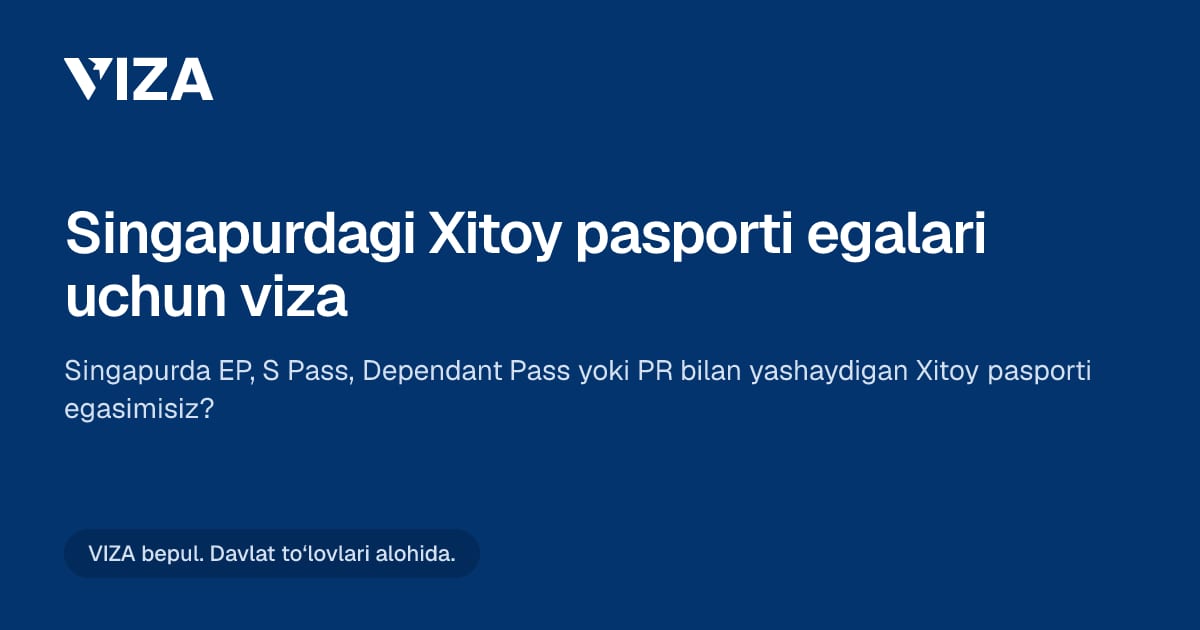 VIZA
Singapurdagi Xitoy pasporti egalari
uchun viza
Singapurda EP, S Pass, Dependant Pass yoki PR bilan yashaydigan Xitoy pasporti
egasimisiz?
VIZA bepul. Davlat to‘lovlari alohida.